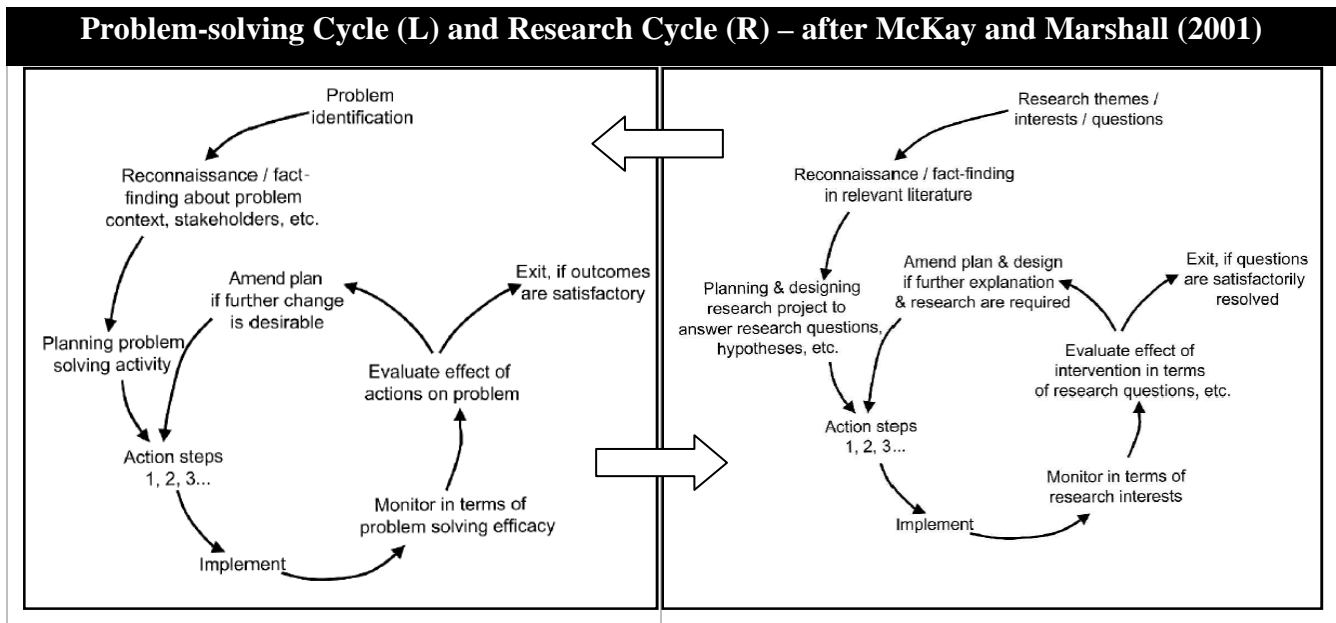 Problem-solving Cycle (L) and Research Cycle (R) – after McKay and Marshall (2001)
Problem
identification
Reconnaissance / fact-
finding about problem
context, stakeholders, etc.
Planning problem
solving activity
Amend plan
if further change
is desirable
Exit, if outcomes
are satisfactory
Evaluate effect of
actions on problem
Action steps
1, 2, 3...
Monitor in terms of
problem solving efficacy
Implement
Research themes /
interests / questions
Reconnaissance / fact-finding
in relevant literature
Planning & designing
research project to
answer research questions,
hypotheses, etc.
Amend plan & design
if further explanation
& research are required
Exit, if questions
are satisfactorily
resolved
Evaluate effect of
intervention in terms
of research questions, etc.
Action steps
1, 2, 3...
Monitor in terms of
research interests
Implement